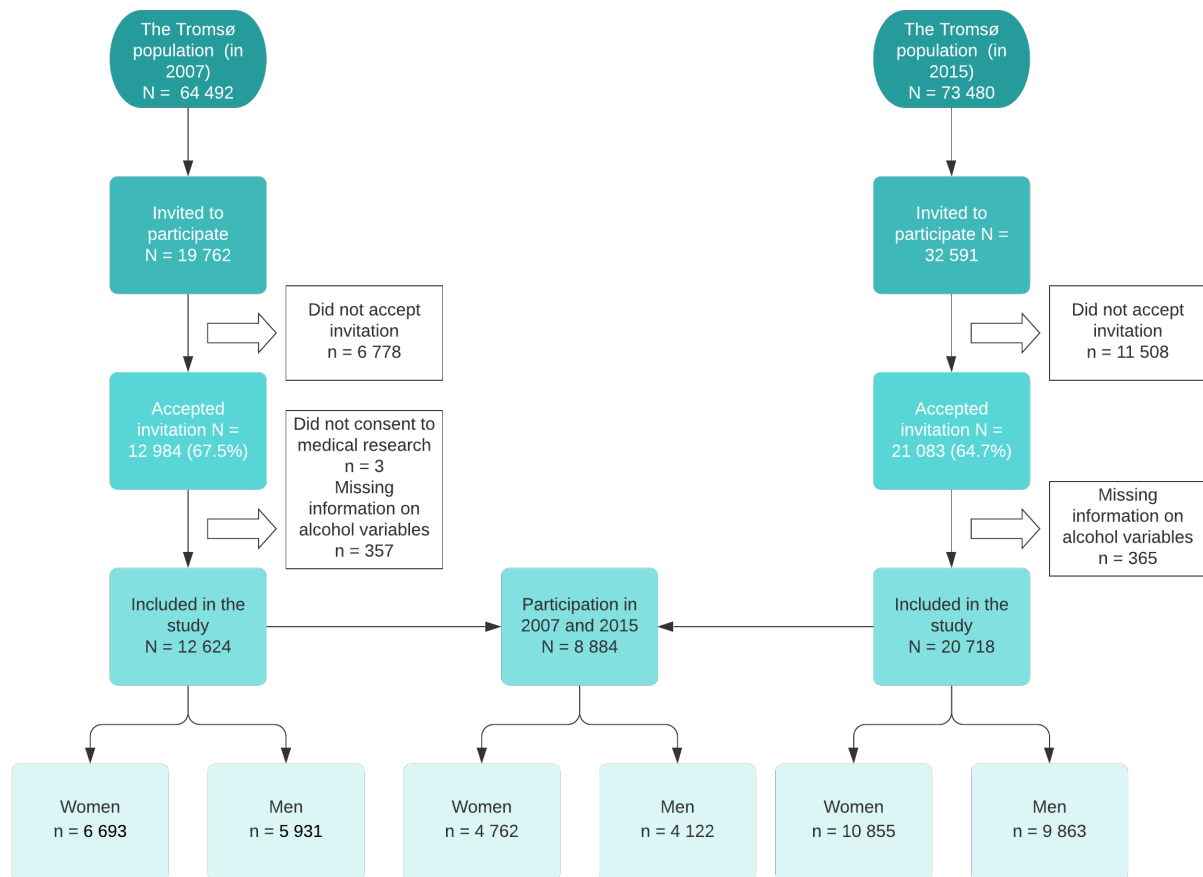 The Tromsø
population (in
2007)
N = 64 492
The Tromsø
population (in
2015)
N = 73 480
Invited to
participate
N = 19 762
Invited to
participate N =
32 591
Did not accept
invitation
n = 6 778
Did not accept
invitation
n = 11 508
Accepted
invitation N =
12 984 (67.5%)
Accepted
invitation N =
21 083 (64.7%)
Did not consent to
medical research
n = 3
Missing
information on
alcohol variables
n = 357
Missing
information on
alcohol variables
n = 365
Included in the
study
N = 12 624
Participation in
2007 and 2015
N = 8 884
Included in the
study
N = 20 718
Women
n = 6 693
Men
n = 5 931
Women
n = 4 762
Men
n = 4 122
Women
n = 10 855
Men
n = 9 863